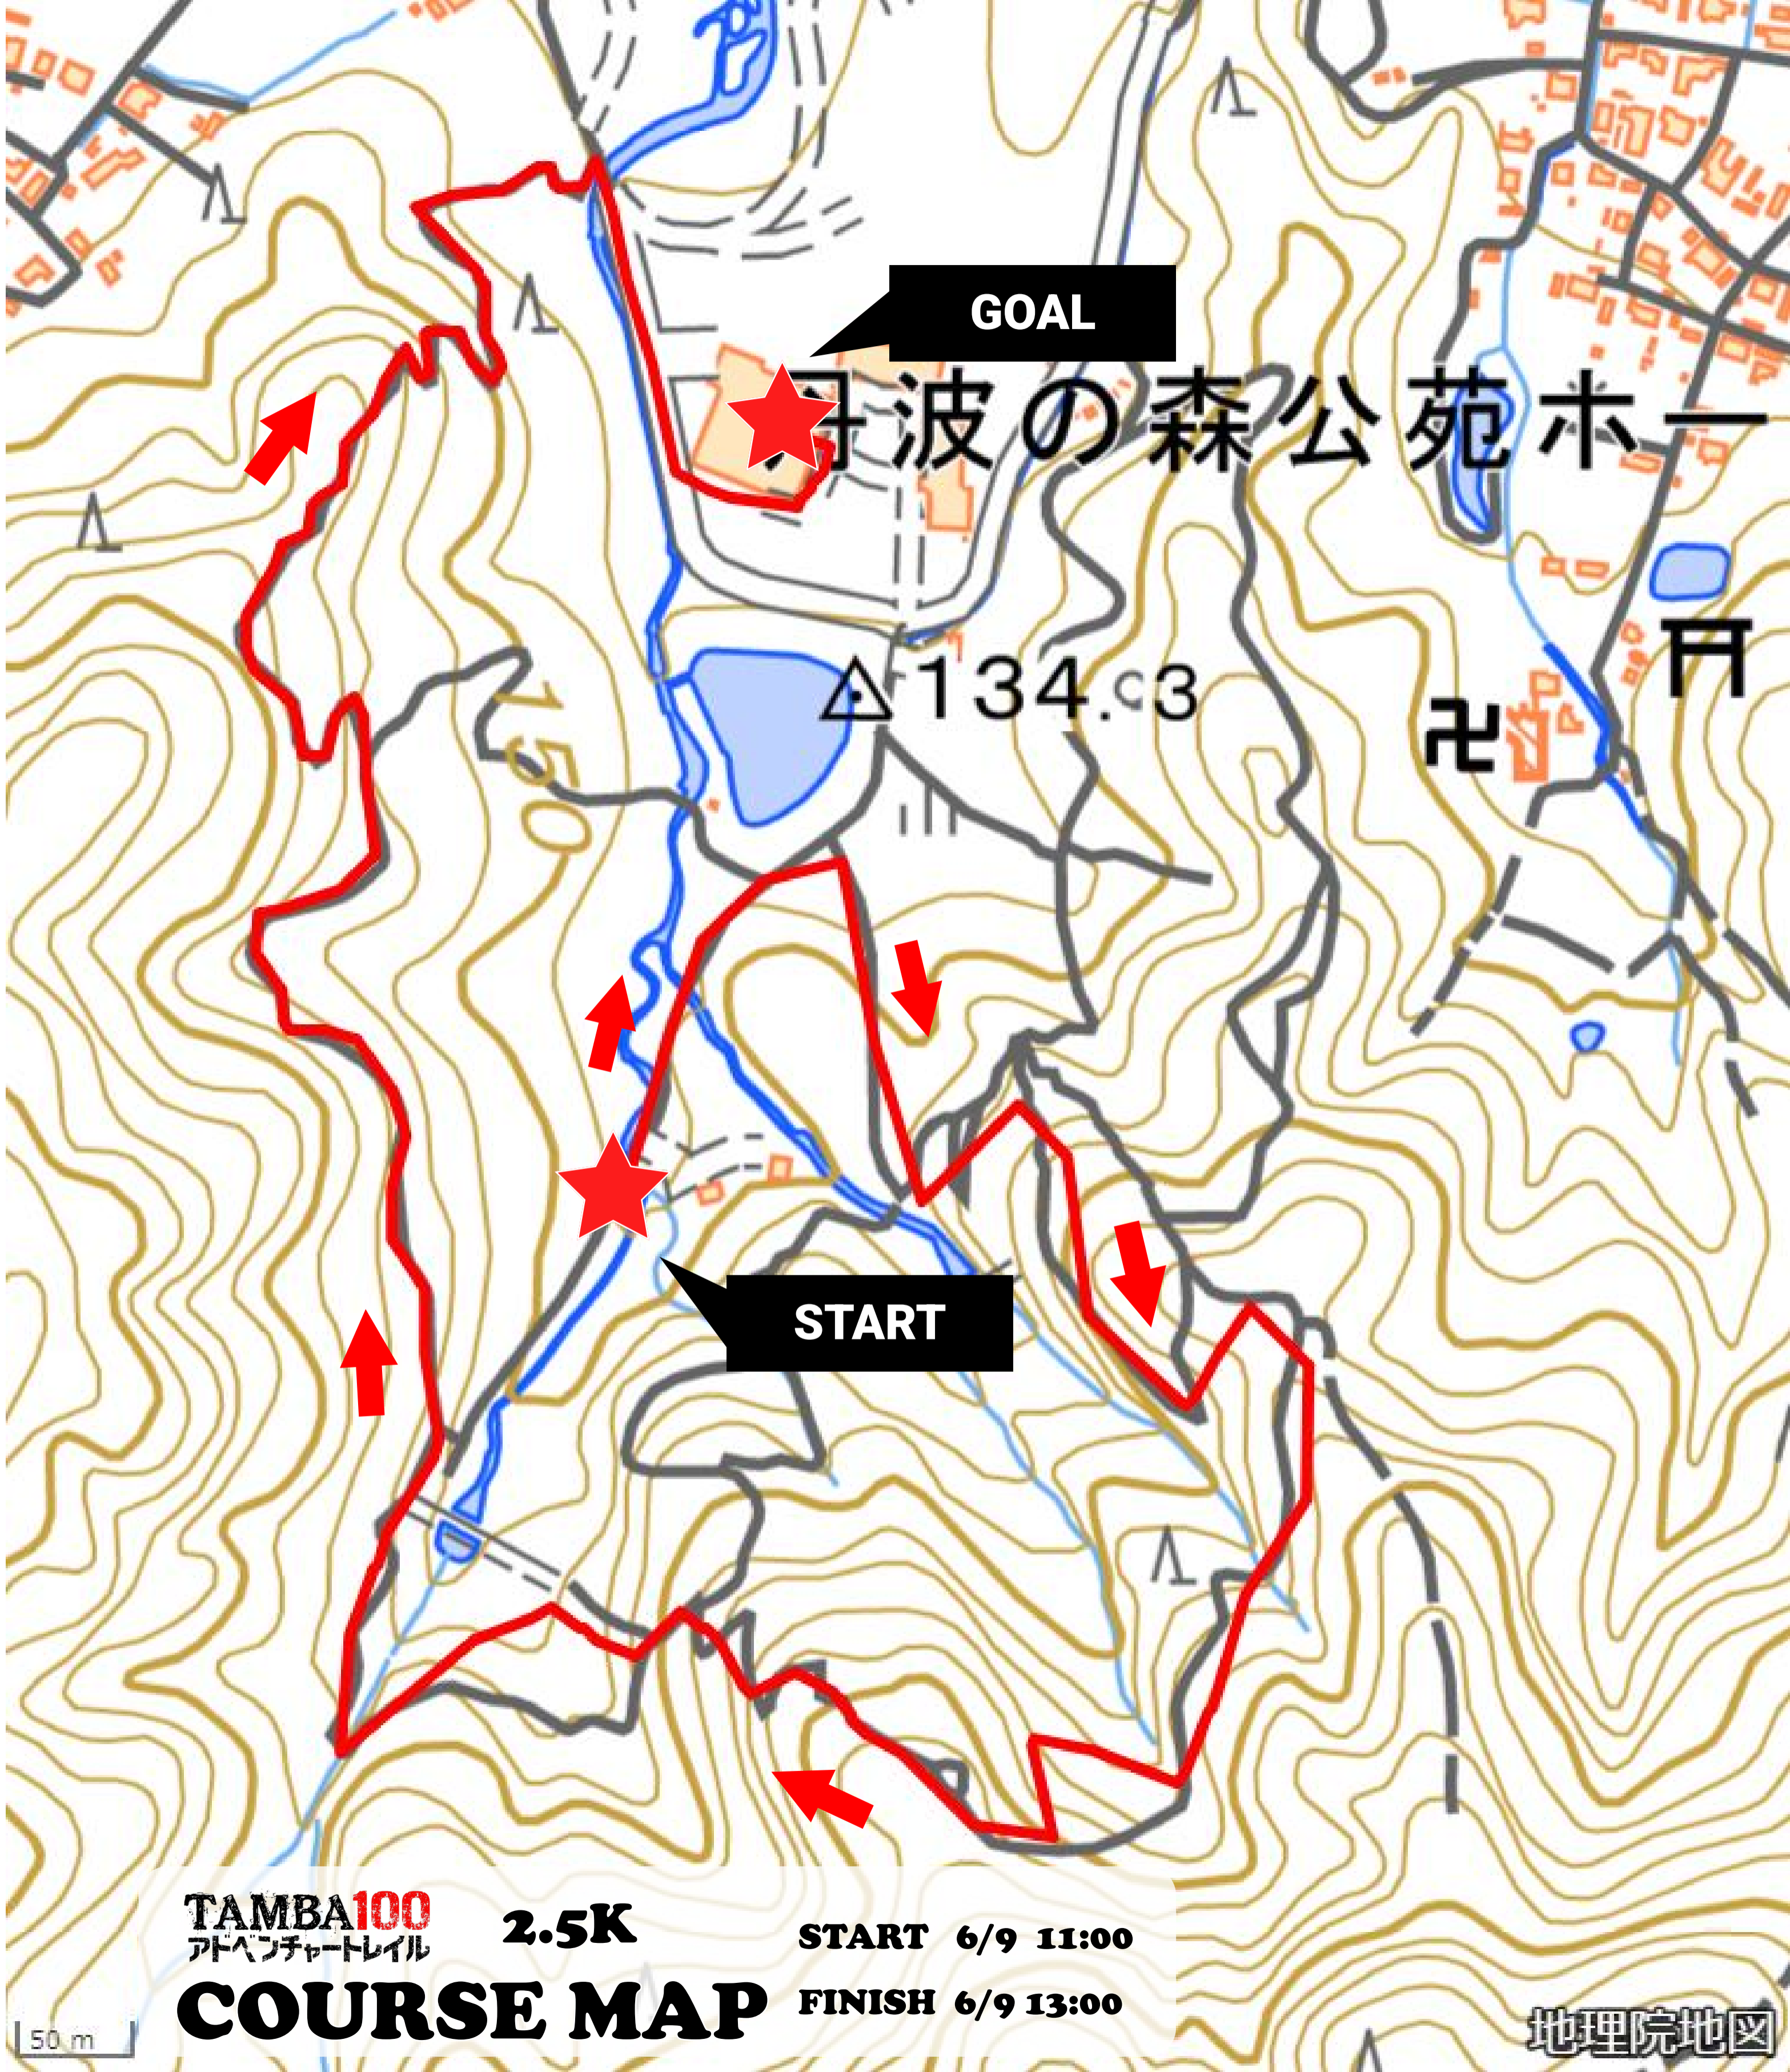 GOAL
丹波の森公苑ホー
134.3
150
START
TAMBA100
アドベンチャートレイル
2.5K
COURSE MAP
START 6/9 11:00
FINISH 6/9 13:00
50 m
地理院地図